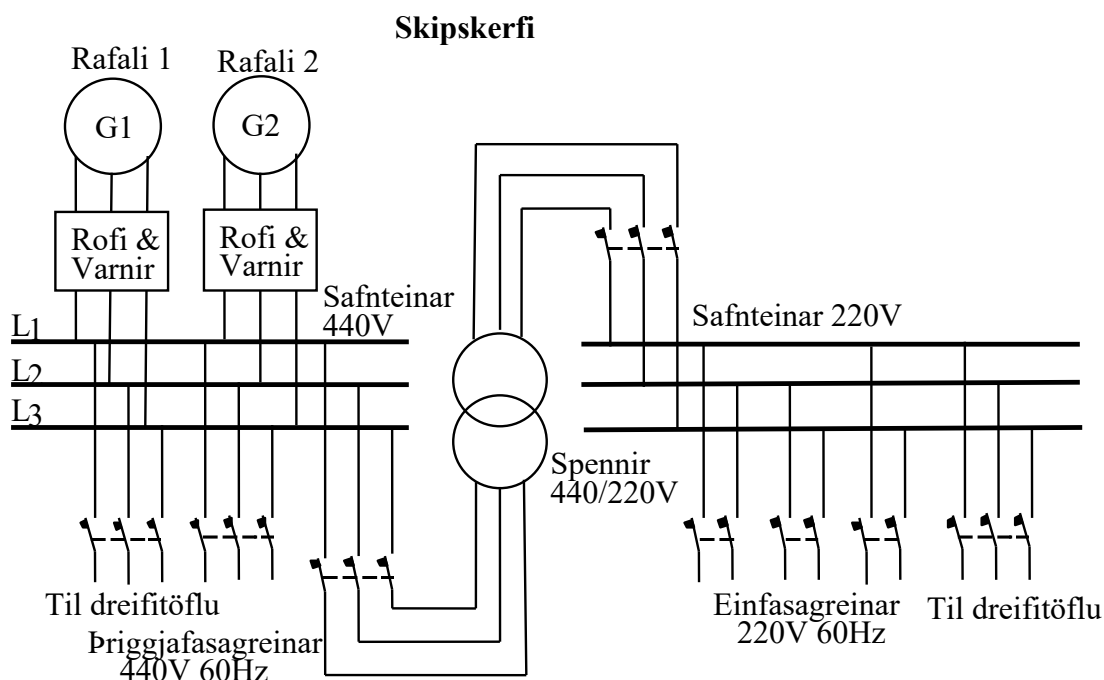 Skipskerfi
Rafali 1
Rafali 2
G1
G2
Rofi &
Varnir
Rofi &
Varnir
Safnteinar
440V
Safnteinar 220V
L1
L2
L3
Spennir
440/220V
Til dreifitöflu
Þriggjafasagreinar
440V 60Hz
Einfasagreinar
220V 60Hz
Til dreifitöflu